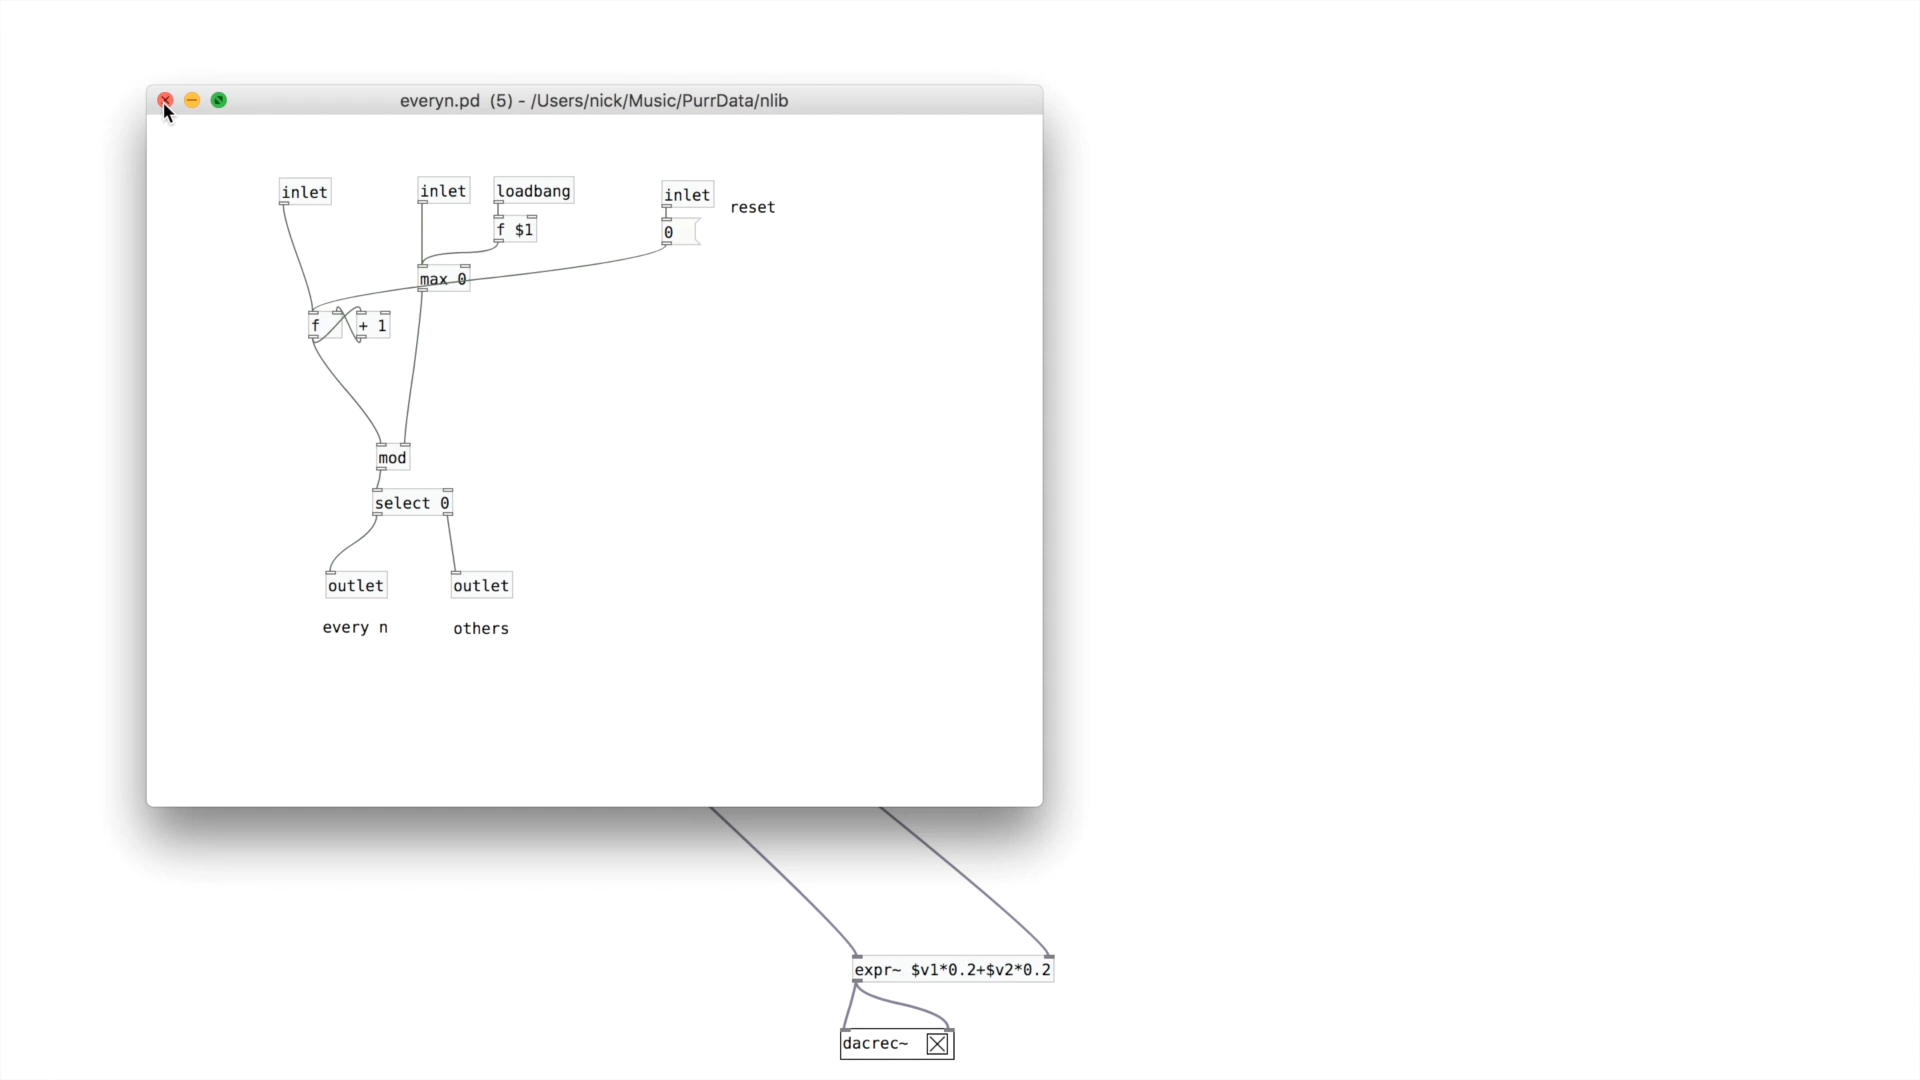 everyn.pd (5) - /Users/nick/Music/PurrData/nlib
inlet
inlet
loadbang
inlet
reset
f $1
0
max 0
f
+ 1
mod
select 0
outlet
outlet
every n
others
expr~ $v1*0.2+$v2*0.2
dacrec~